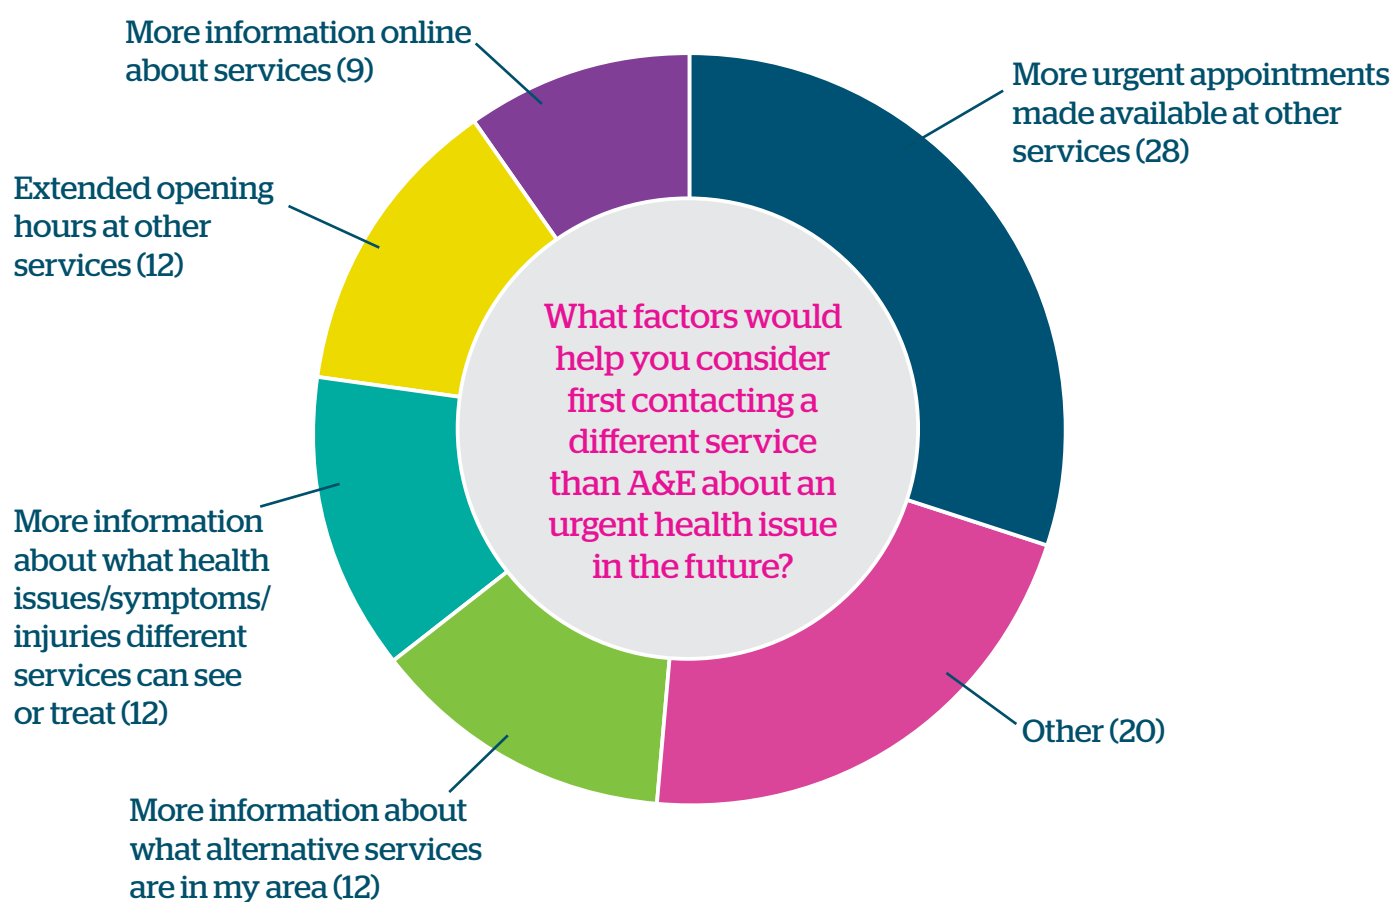 More information online
about services (9)
More urgent appointments
made available at other
services (28)
Extended opening
hours at other
services (12)
What factors would
help you consider
first contacting a
different service
than A&E about an
urgent health issue
in the future?
More information
about what health
issues/symptoms/
injuries different
services can see
or treat (12)
Other (20)
More information about
what alternative services
are in my area (12)